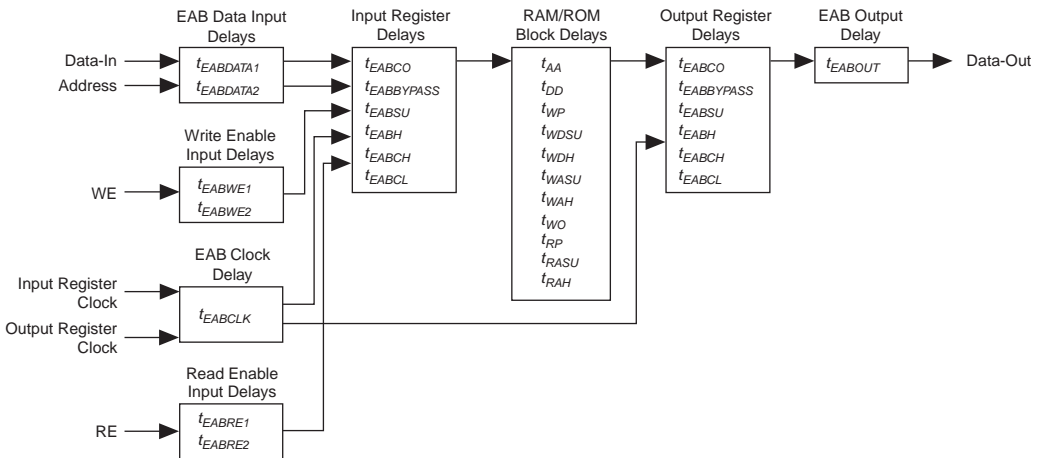 EAB Data Input
Delays
Data-In
Address
tEABDATA1
tEABDATA2
Write Enable
Input Delays
WE
tEABWE1
tEABWE2
EAB Clock
Delay
Input Register
Clock
Output Register
Clock
tEABCLK
Read Enable
Input Delays
RE
tEABRE1
tEABRE2
Input Register
Delays
tEABCO
tEABBYPASS
tEABSU
tEABH
tEABCH
tEABCL
RAM/ROM
Block Delays
tAA
tDD
tWP
tWDSU
tWDH
tWASU
tWAH
tWO
tRP
tRASU
tRAH
Output Register
Delays
tEABCO
tEABBYPASS
tEABSU
tEABH
tEABCH
tEABCL
EAB Output
Delay
tEABOUT
Data-Out